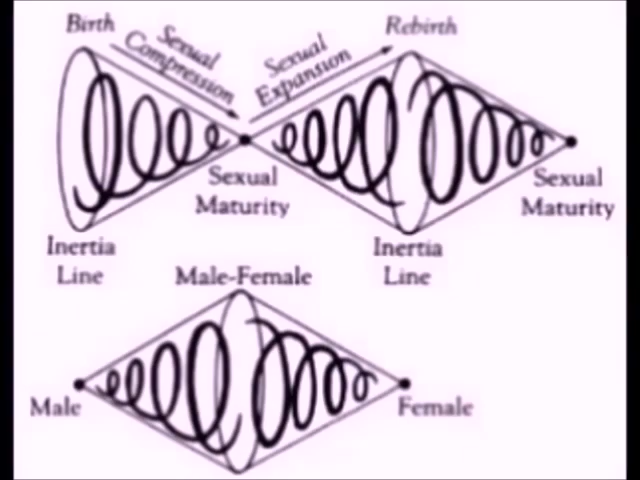 Birth
Sexual
Compression
Sexual
Expansion
Rebirth
Sexual
Maturity
Sexual
Maturity
Inertia
Line
Inertia
Line
Male-Female
Male
Female